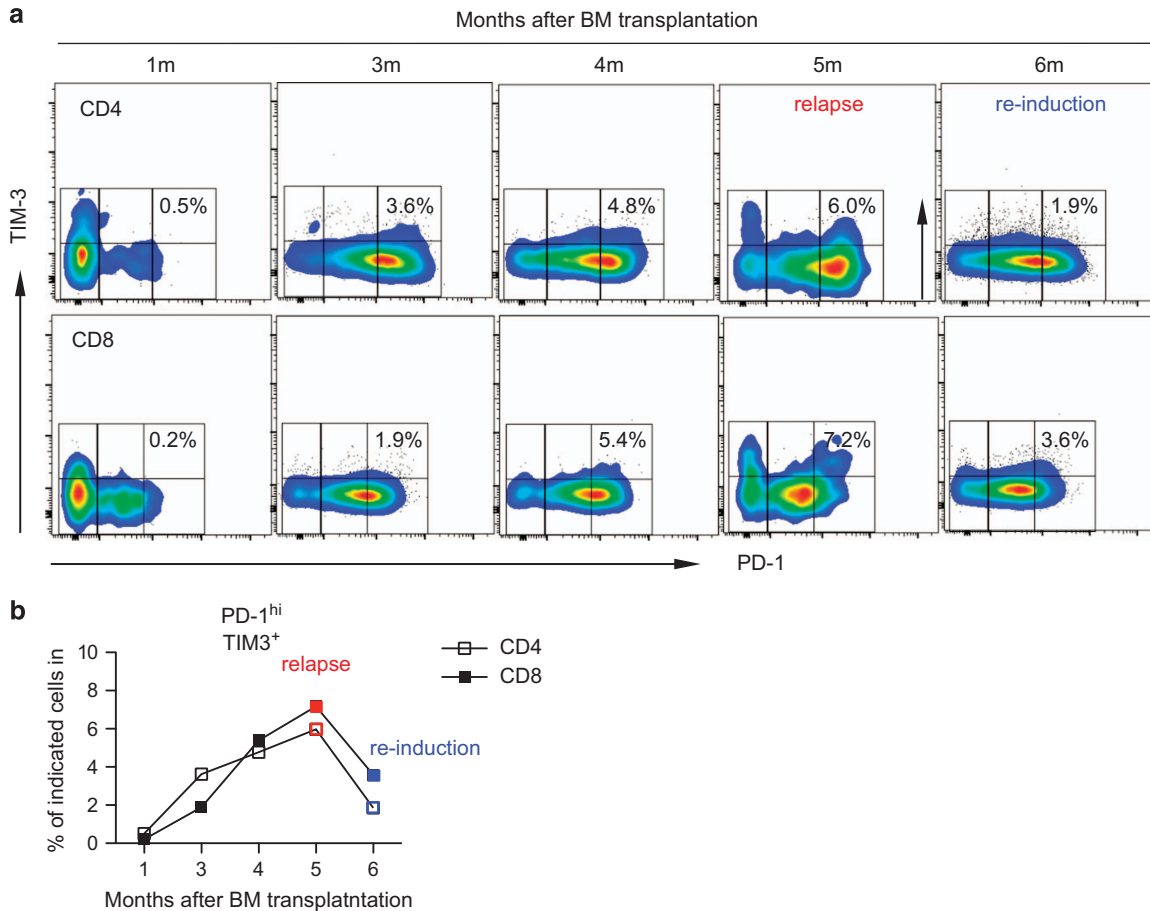 a
Months after BM transplantation
1m 3m 4m 5m 6m
CD4 relapse re-induction
0.5% 3.6% 4.8% 6.0% 1.9%
TIM-3
CD8
0.2% 1.9% 5.4% 7.2% 3.6%
PD-1
b
PD-1hi
TIM3+
relapse
re-induction
CD4
CD8
% of indicated cells in
10
8
6
4
2
0
1 3 4 5 6
Months after BM transplatntation